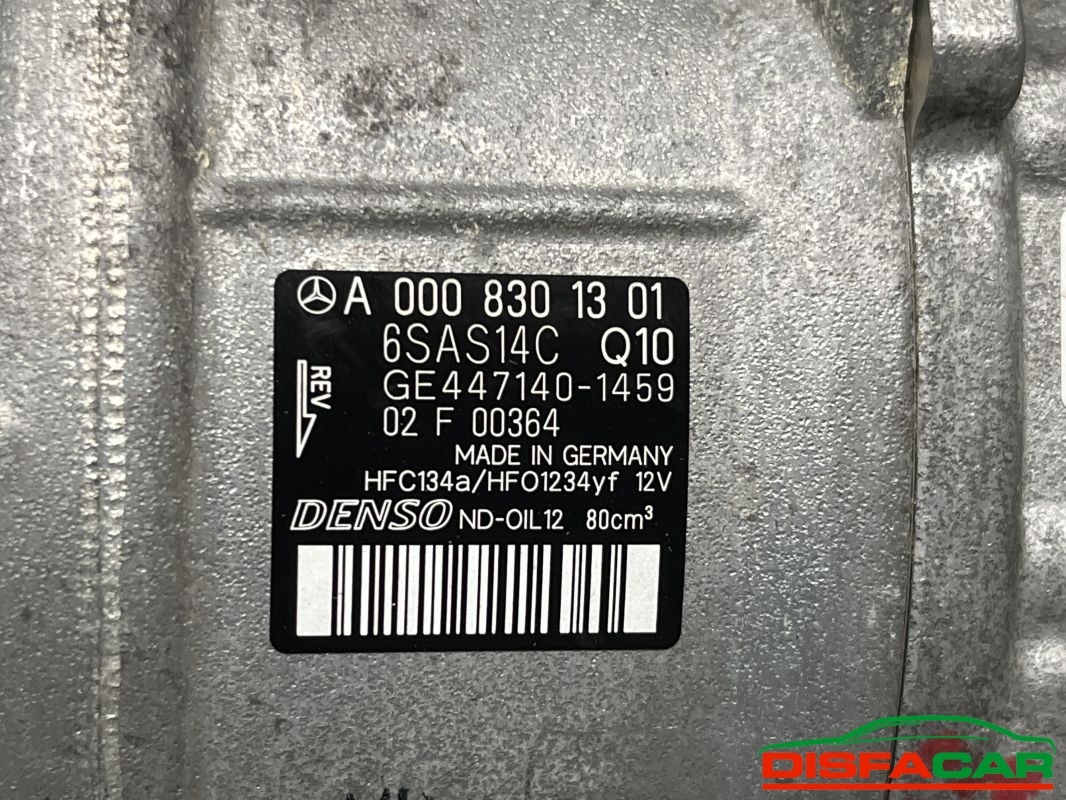 A 000 830 13 01
6SAS14C Q10
GE447140-1459
REV
02 F 00364
MADE IN GERMANY
HFC134a/HFO1234yf 12V
DENSO ND-OIL12 80cm³
DISFACAR